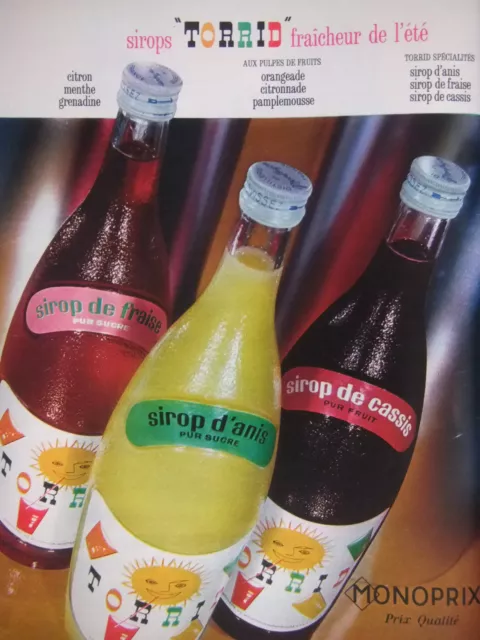 sirops "TORRID" fraîcheur de l'été
citron
menthe
grenadine
AUX PULPES DE FRUITS
orangeade
citronnade
pamplemousse
TORRID SPÉCIALITÉS
sirop d'anis
sirop de fraise
sirop de cassis
sirop de fraise
PUR SUCRE
sirop d'anis
PUR SUCRE
sirop de cassis
PUR FRUIT
MONOPRIX
Prix Qualité